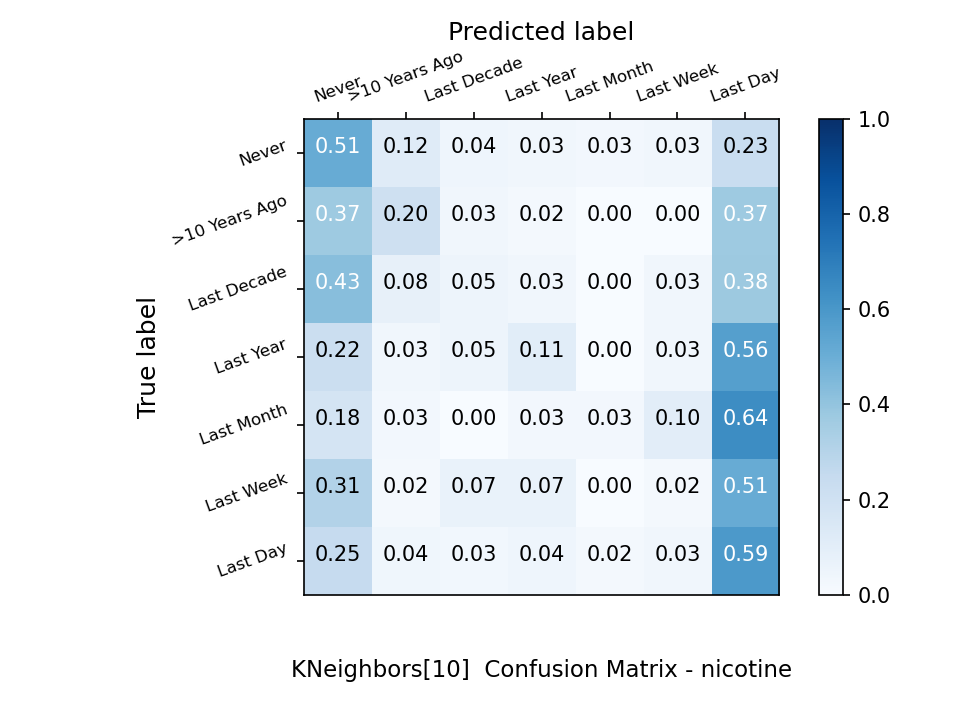 Predicted label
Never >10 Years Ago Last Decade Last Year Last Month Last Week Last Day
Never 0.51 0.12 0.04 0.03 0.03 0.03 0.23
>10 Years Ago 0.37 0.20 0.03 0.02 0.00 0.00 0.37
Last Decade 0.43 0.08 0.05 0.03 0.00 0.03 0.38
Last Year 0.22 0.03 0.05 0.11 0.00 0.03 0.56
Last Month 0.18 0.03 0.00 0.03 0.03 0.10 0.64
Last Week 0.31 0.02 0.07 0.07 0.00 0.02 0.51
Last Day 0.25 0.04 0.03 0.04 0.02 0.03 0.59
True label
1.0
0.8
0.6
0.4
0.2
0.0
KNeighbors[10]  Confusion Matrix - nicotine